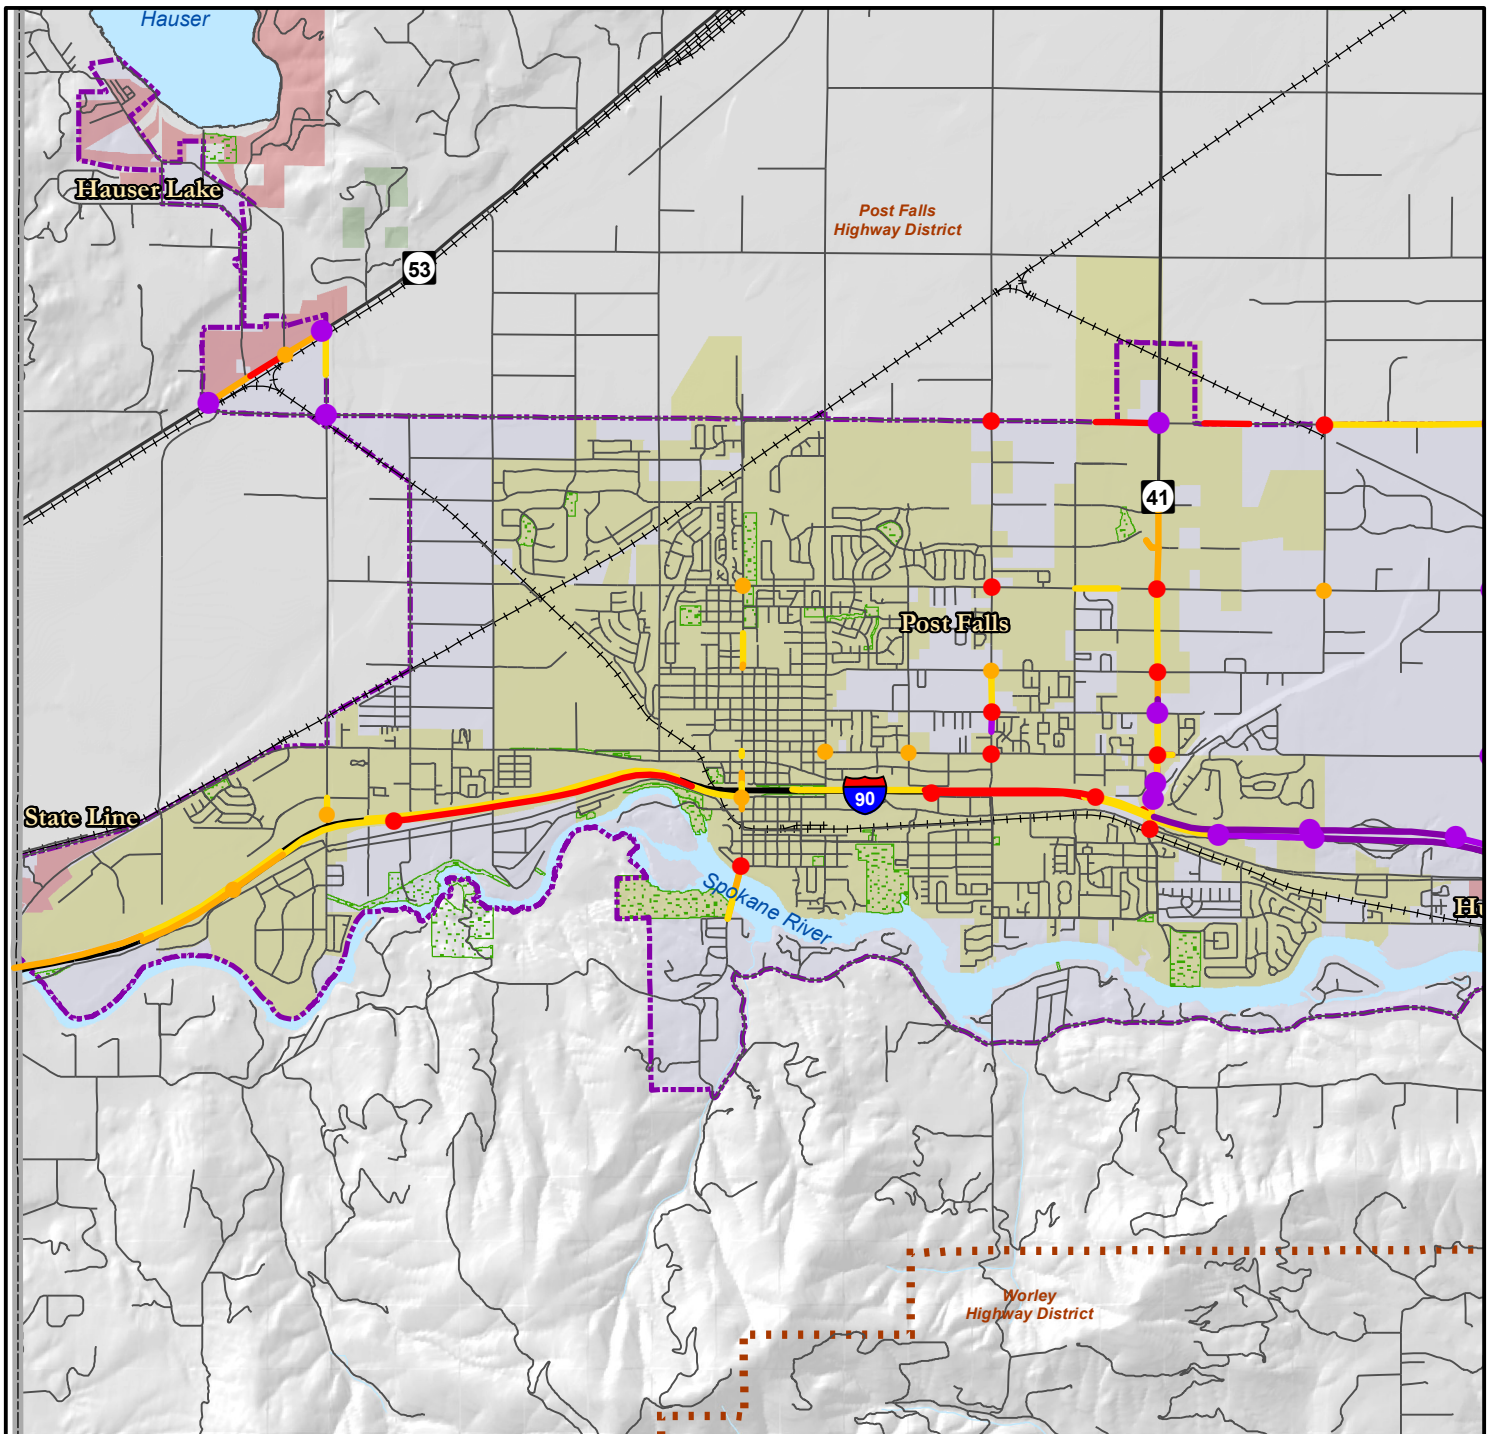 Hauser
Hauser Lake
Post Falls
Highway District
53
41
Post Falls
State Line
90
Spokane River
Hu
Worley
Highway District